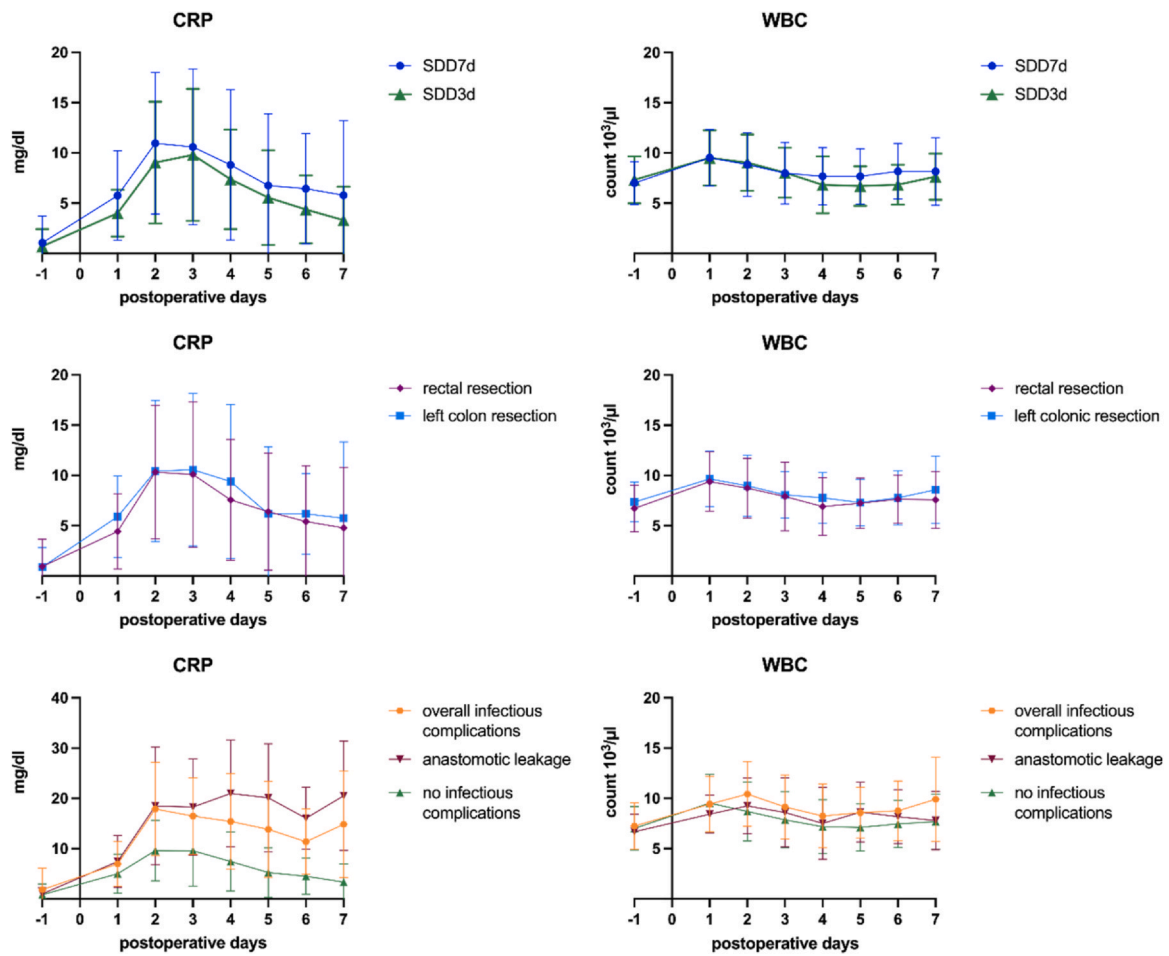 CRP
20
15
10
5
mg/dl
-1 0 1 2 3 4 5 6 7
postoperative days
SDD7d
SDD3d
WBC
20
15
10
5
count 10³/µl
-1 0 1 2 3 4 5 6 7
postoperative days
SDD7d
SDD3d
CRP
20
15
10
5
mg/dl
-1 0 1 2 3 4 5 6 7
postoperative days
rectal resection
left colon resection
WBC
20
15
10
5
count 10³/µl
-1 0 1 2 3 4 5 6 7
postoperative days
rectal resection
left colonic resection
CRP
40
30
20
10
mg/dl
-1 0 1 2 3 4 5 6 7
postoperative days
overall infectious
complications
anastomotic leakage
no infectious
complications
WBC
20
15
10
5
count 10³/µl
-1 0 1 2 3 4 5 6 7
postoperative days
overall infectious
complications
anastomotic leakage
no infectious
complications